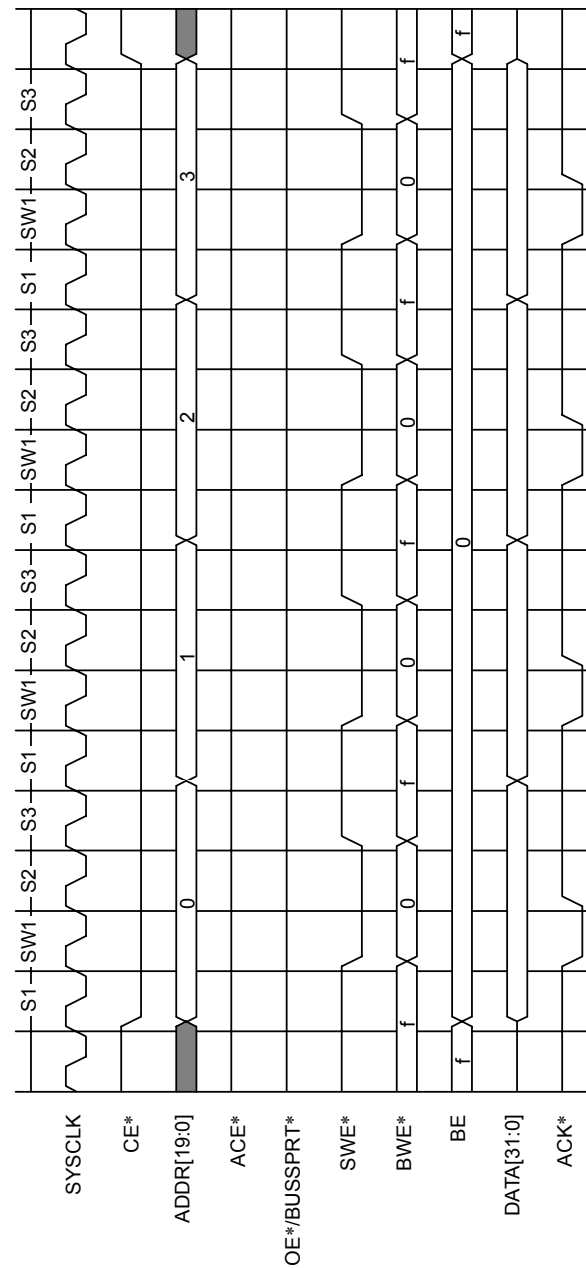 S1 SW1 S2 S3 S1 SW1 S2 S3 S1 SW1 S2 S3 S1 SW1 S2 S3
SYSCLK
CE*
ADDR[19:0] 0 1 2 3
ACE*
OE*/BUSSPRT*
SWE*
BWE* f 0 f 0 f 0 f 0 f
BE f 0 f
DATA[31:0]
ACK*